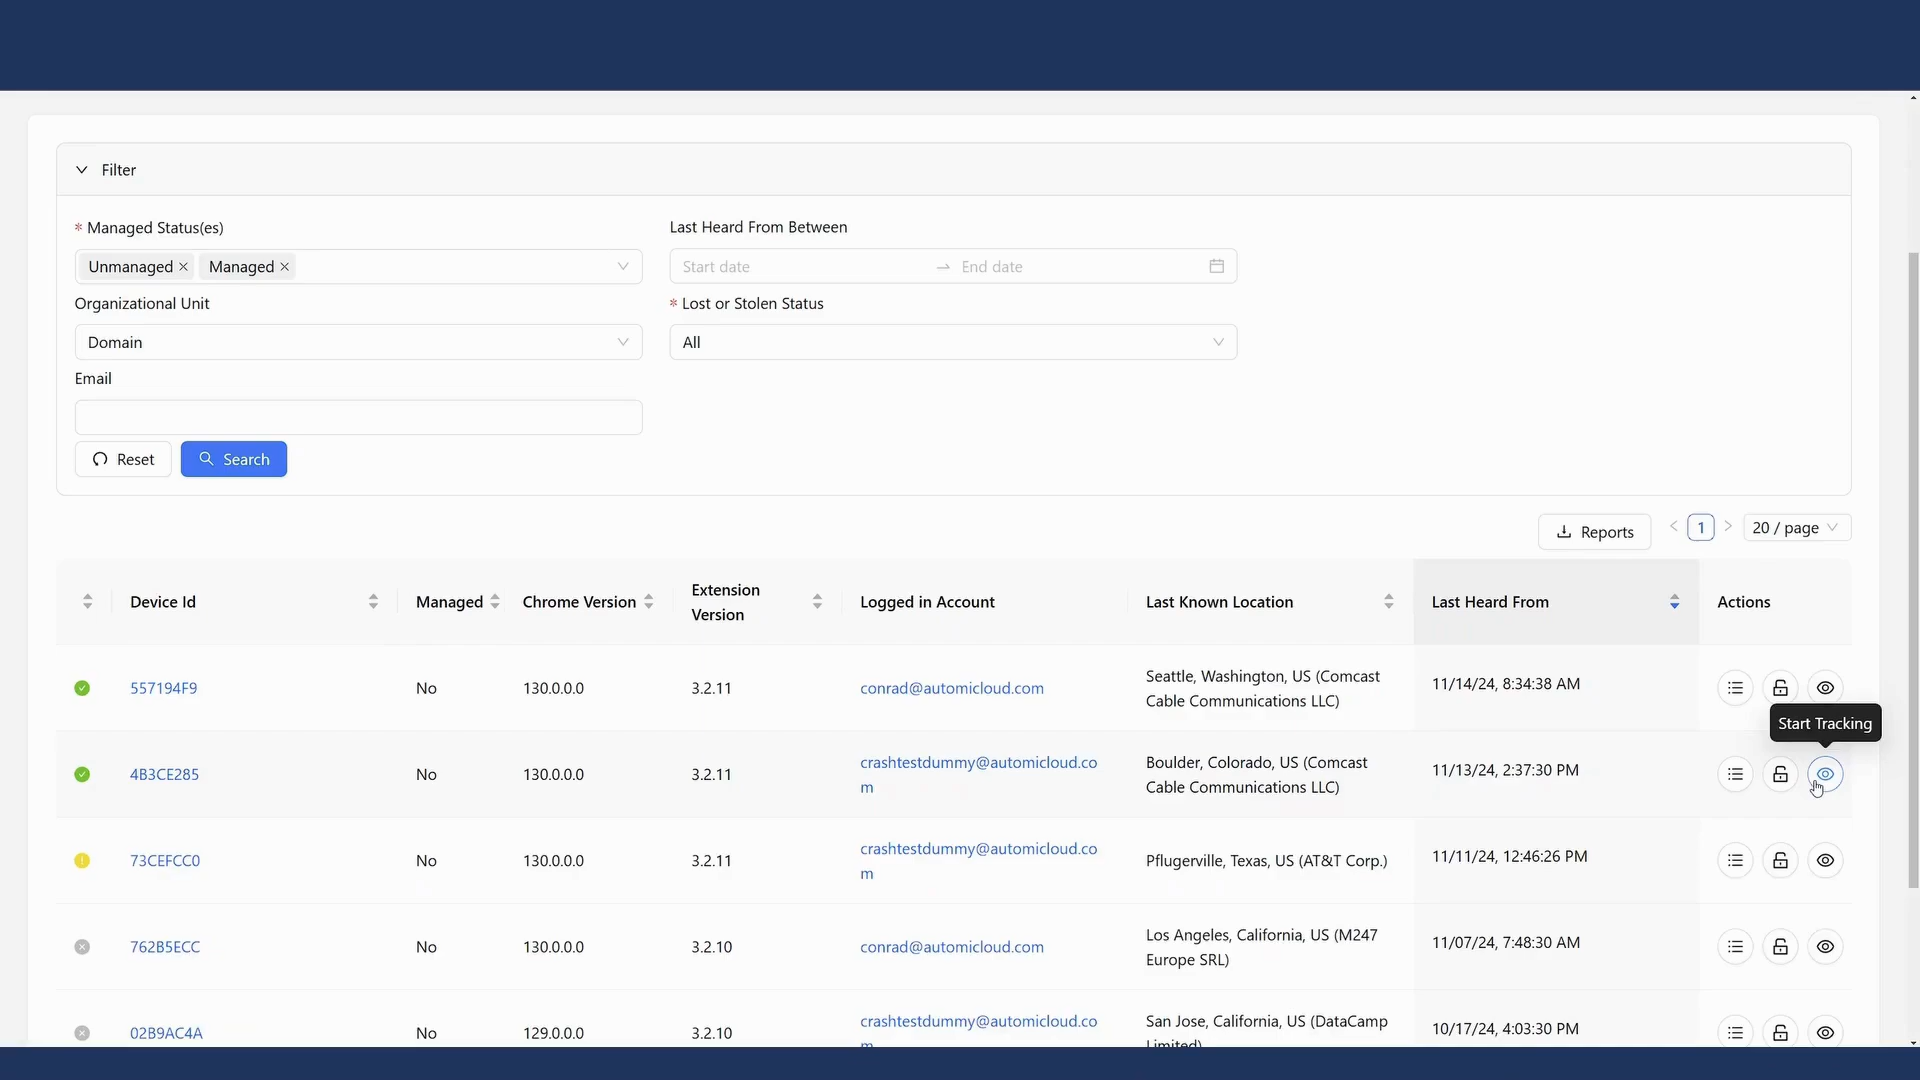 Filter
* Managed Status(es)
Last Heard From Between
Unmanaged
Managed
Start date
End date
Organizational Unit
* Lost or Stolen Status
Domain
All
Email
Reset
Search
Reports
1
20 / page
Device Id
Managed
Chrome Version
Extension
Version
Logged in Account
Last Known Location
Last Heard From
Actions
557194F9
No
130.0.0.0
3.2.11
conrad@automicloud.com
Seattle, Washington, US (Comcast
Cable Communications LLC)
11/14/24, 8:34:38 AM
Start Tracking
4B3CE285
No
130.0.0.0
3.2.11
crashtestdummy@automicloud.co
m
Boulder, Colorado, US (Comcast
Cable Communications LLC)
11/13/24, 2:37:30 PM
73CEFCC0
No
130.0.0.0
3.2.11
crashtestdummy@automicloud.co
m
Pflugerville, Texas, US (AT&T Corp.)
11/11/24, 12:46:26 PM
762B5ECC
No
130.0.0.0
3.2.10
conrad@automicloud.com
Los Angeles, California, US (M247
Europe SRL)
11/07/24, 7:48:30 AM
02B9AC4A
No
129.0.0.0
3.2.10
crashtestdummy@automicloud.co
m
San Jose, California, US (DataCamp
Limited)
10/17/24, 4:03:30 PM